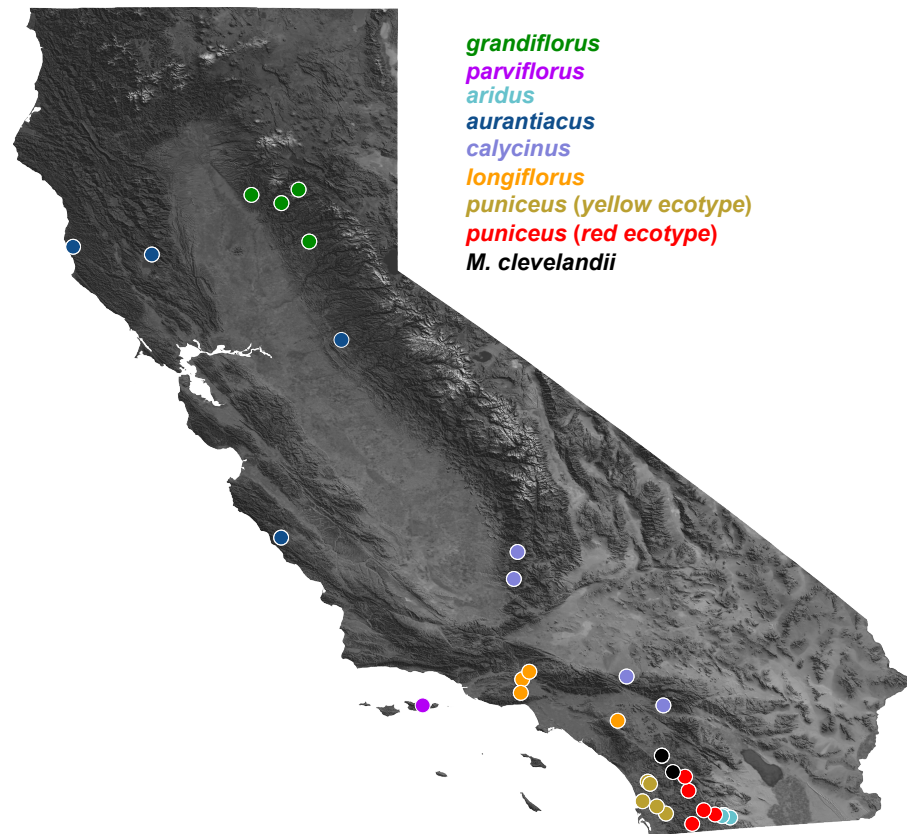 grandiflorus
parviflorus
aridus
aurantiacus
calycinus
longiflorus
puniceus (yellow ecotype)
puniceus (red ecotype)
M. clevelandii